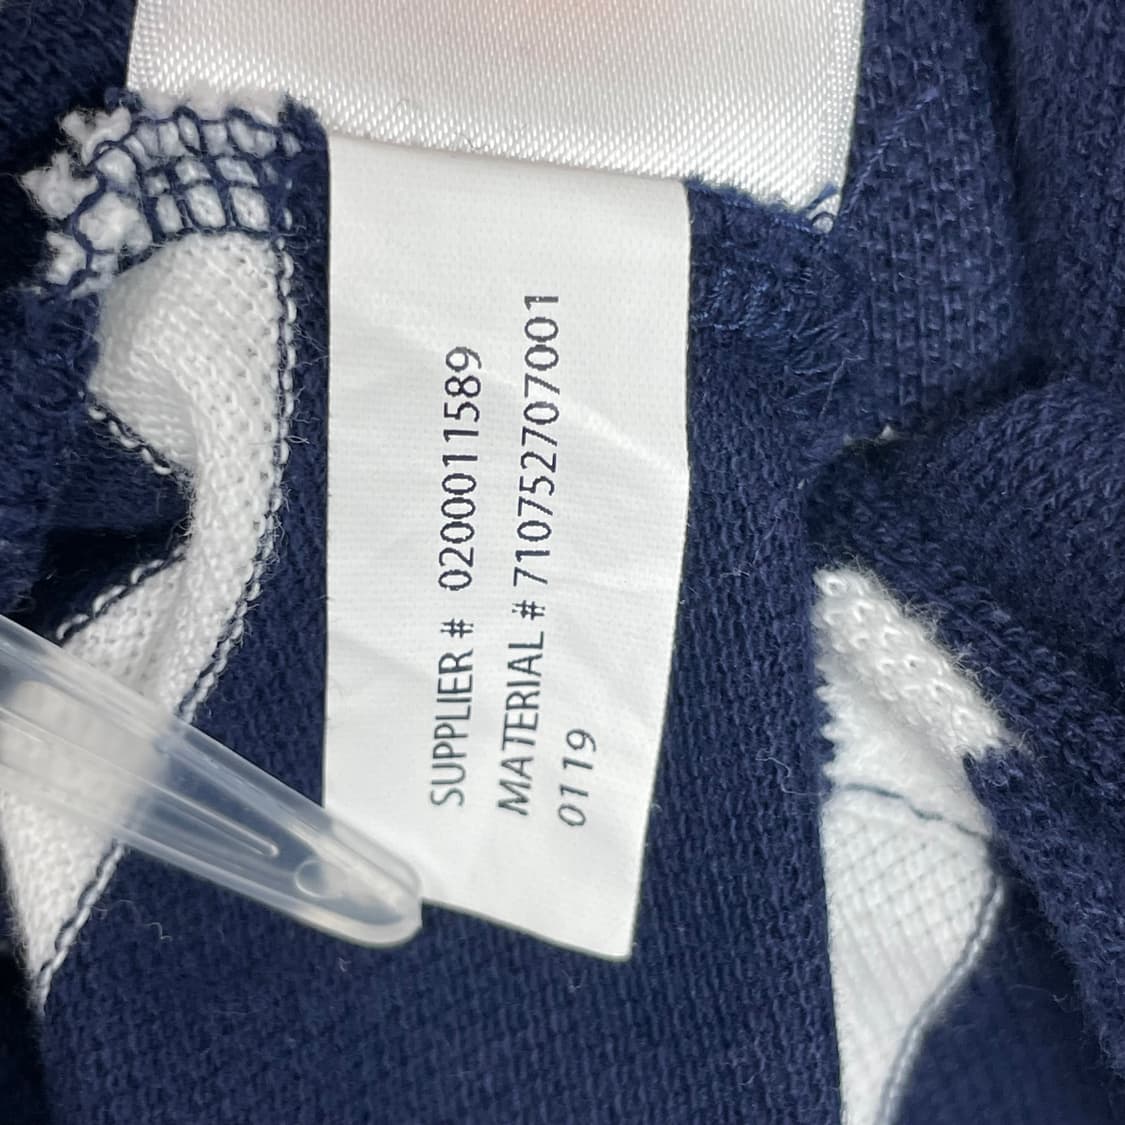 SUPPLIER # 0200011589
MATERIAL # 710752707001
0119